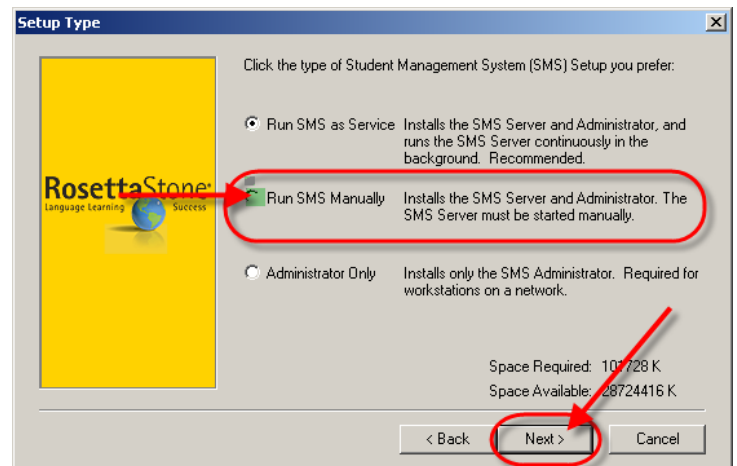 Setup Type
Click the type of Student Management System (SMS) Setup you prefer:
Run SMS as Service
Installs the SMS Server and Administrator, and
runs the SMS Server continuously in the
background. Recommended.
RosettaStone
Language Learning Success
Run SMS Manually
Installs the SMS Server and Administrator. The
SMS Server must be started manually.
Administrator Only
Installs only the SMS Administrator. Required for
workstations on a network.
Space Required: 101728 K
Space Available: 28724416 K
< Back
Next >
Cancel